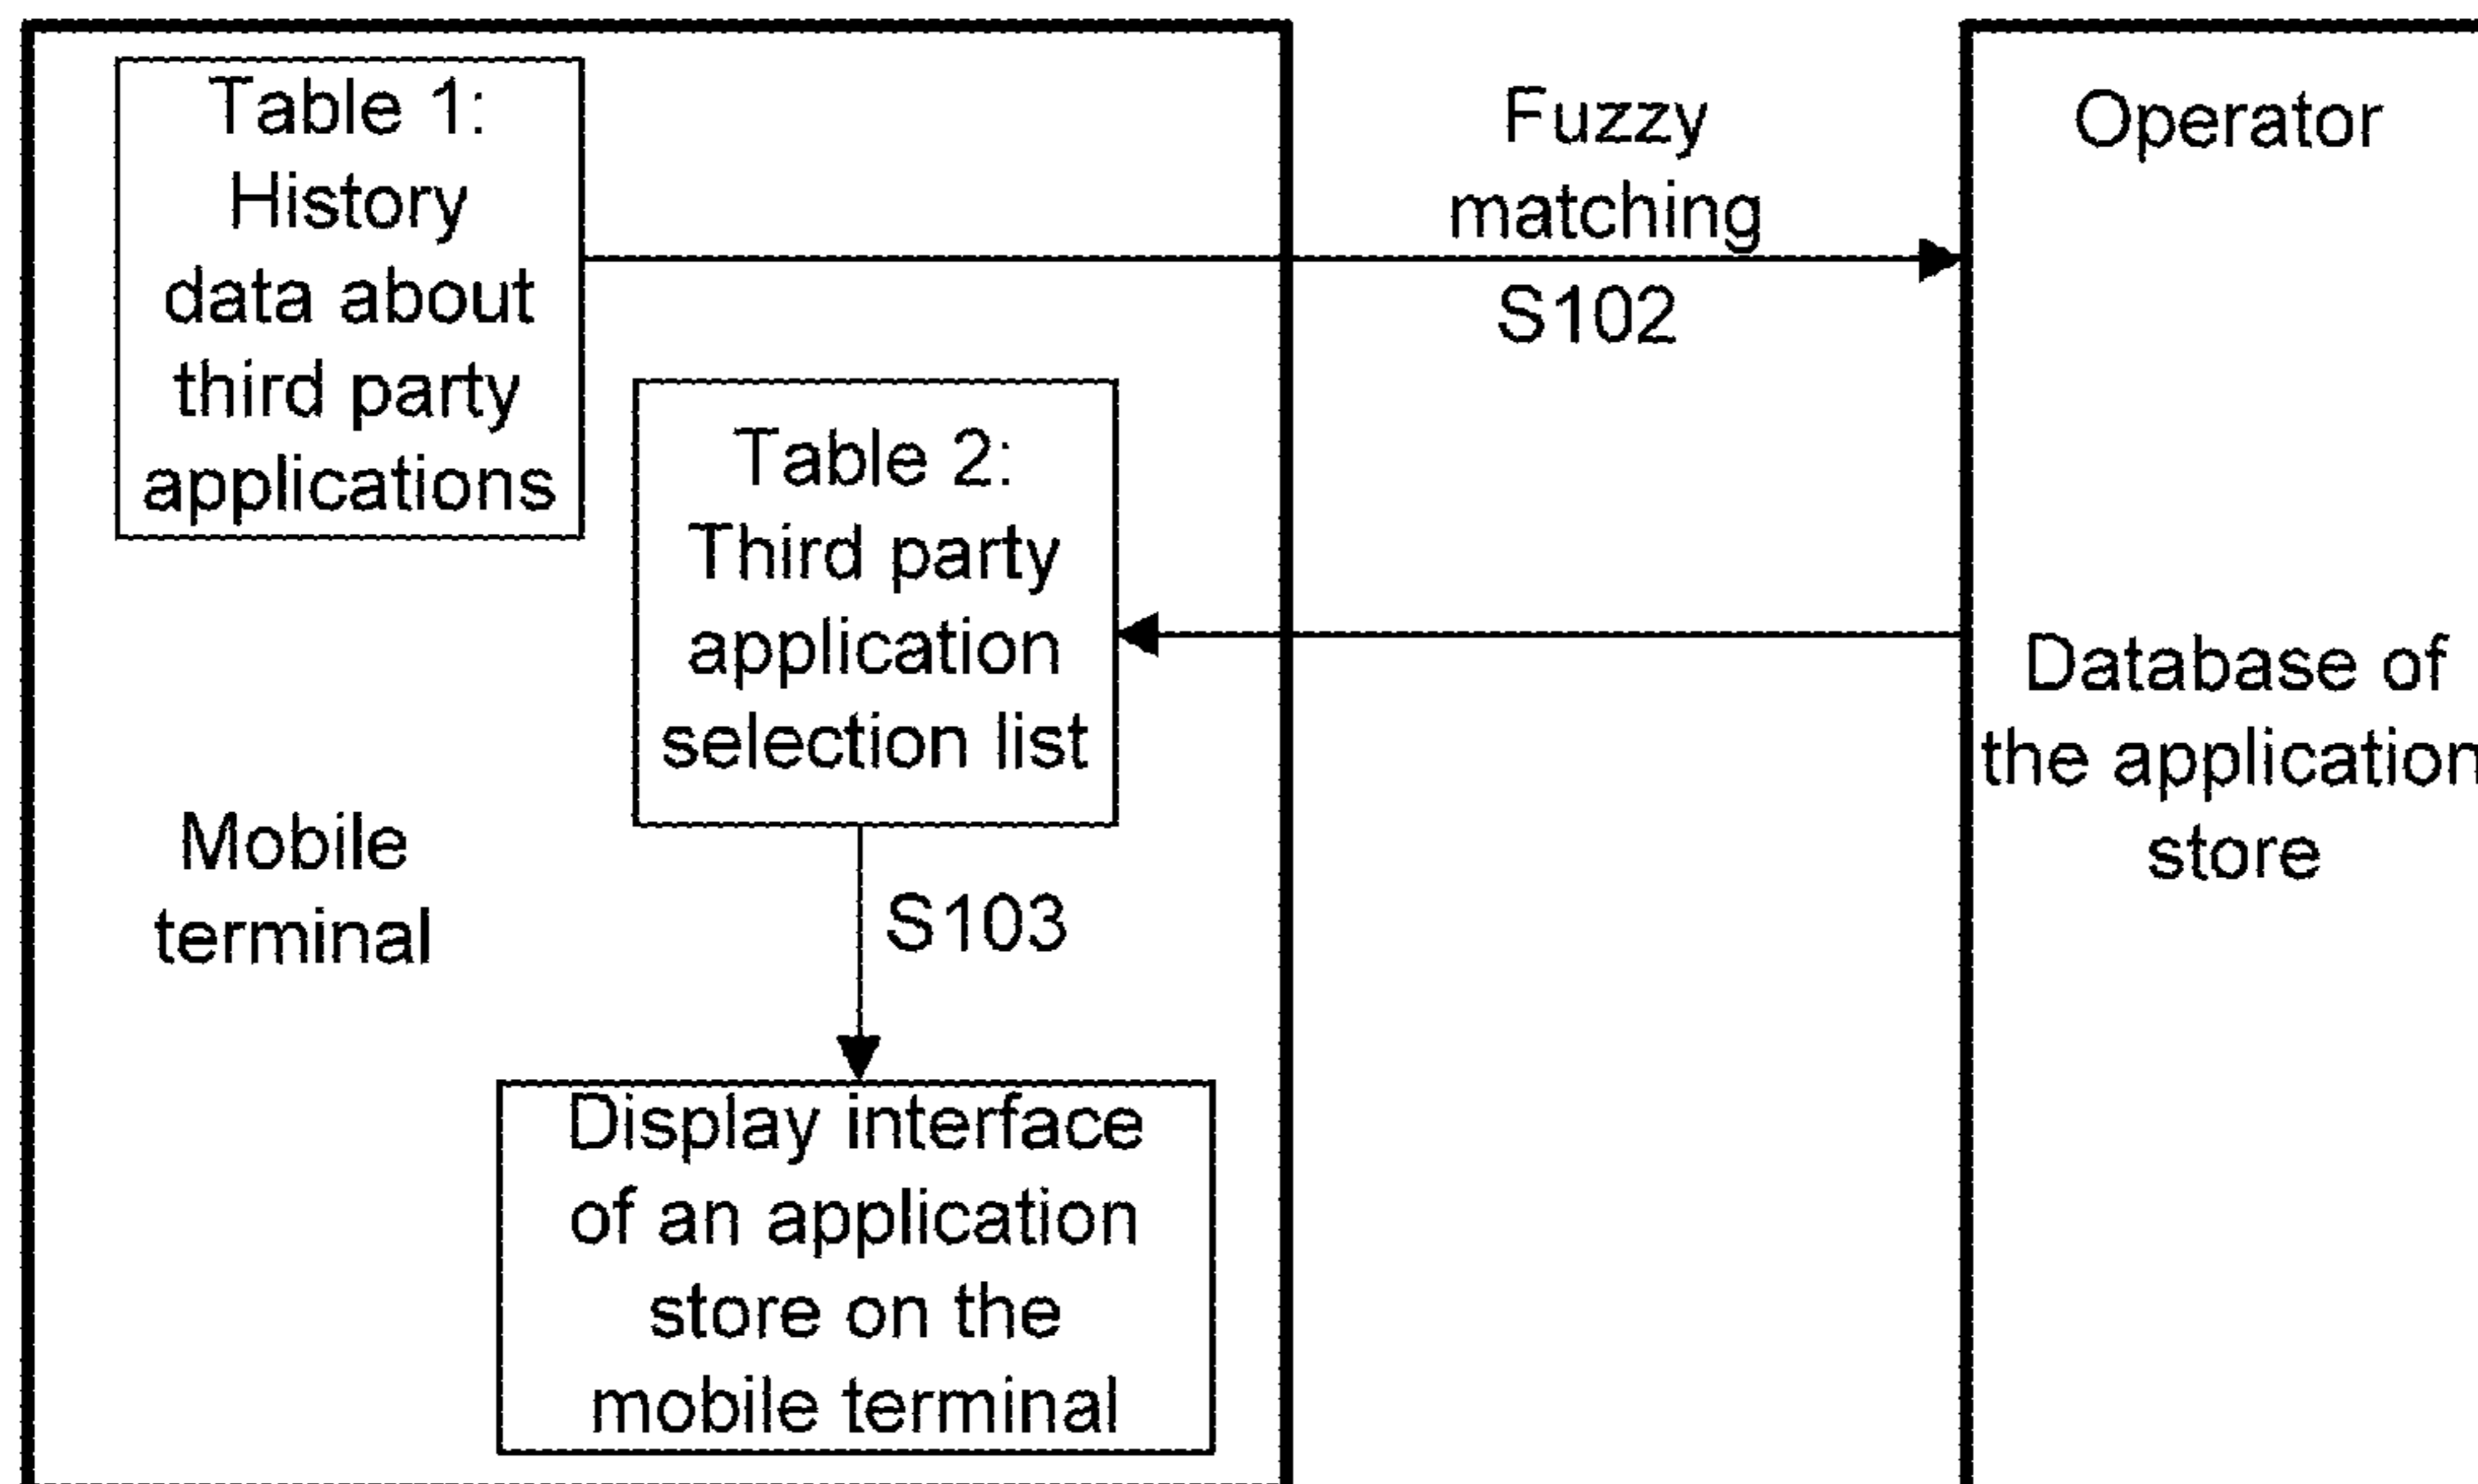 Table 1:
History
data about
third party
applications
Fuzzy
matching
S102
Operator
Table 2:
Third party
application
selection list
Database of
the application
store
Mobile
terminal
S103
Display interface
of an application
store on the
mobile terminal